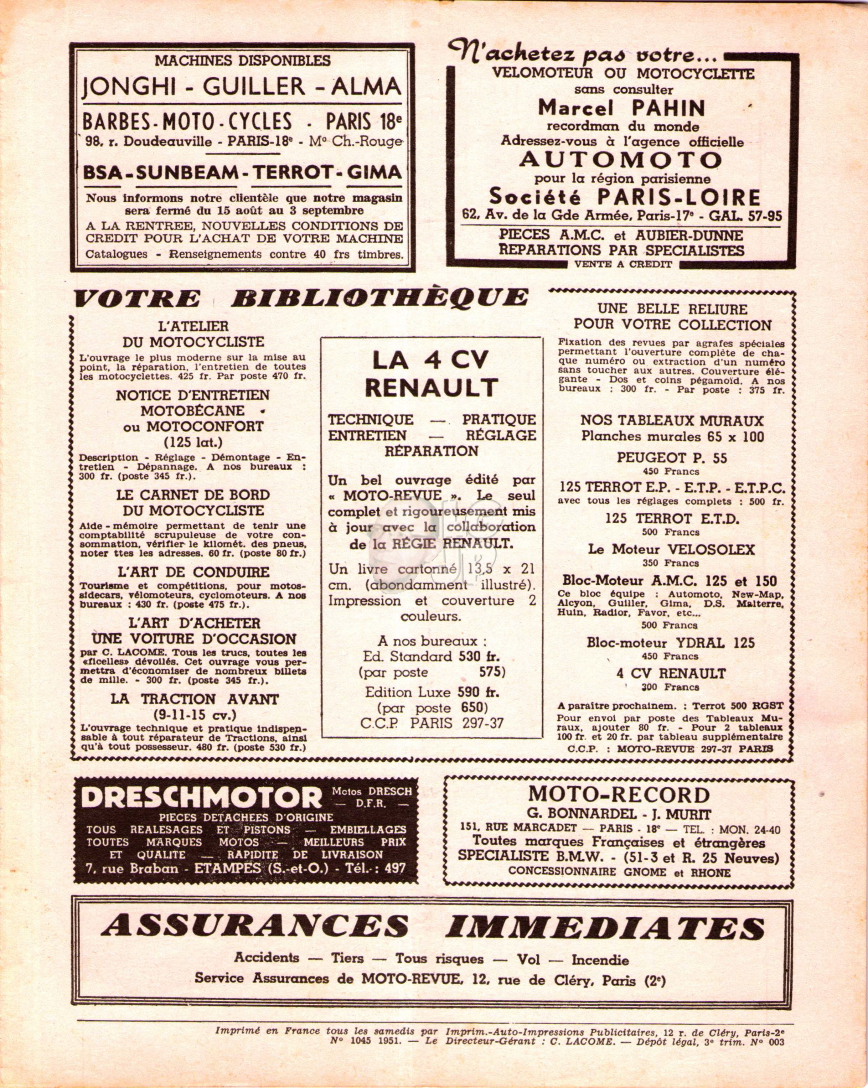 MACHINES DISPONIBLES
JONGHI - GUILLER - ALMA
BARBES-MOTO-CYCLES - PARIS 18e
98, r. Doudeauville - PARIS-18e - Mo Ch.-Rouge
BSA-SUNBEAM-TERROT-GIMA
Nous informons notre clientèle que notre magasin
sera fermé du 15 août au 3 septembre
A LA RENTREE, NOUVELLES CONDITIONS DE
CREDIT POUR L'ACHAT DE VOTRE MACHINE
Catalogues - Renseignements contre 40 frs timbres.
N'achetez pas votre...
VELOMOTEUR OU MOTOCYCLETTE
sans consulter
Marcel PAHIN
recordman du monde
Adressez-vous à l'agence officielle
AUTOMOTO
pour la région parisienne
Société PARIS-LOIRE
62, Av. de la Gde Armée, Paris-17e - GAL. 57-95
PIECES A.M.C. et AUBIER-DUNNE
REPARATIONS PAR SPECIALISTES
VENTE A CREDIT
VOTRE BIBLIOTHÈQUE
L'ATELIER
DU MOTOCYCLISTE
L'ouvrage le plus moderne sur la mise au
point, la réparation, l'entretien de toutes
les motocyclettes. 425 fr. Par poste 470 fr.
NOTICE D'ENTRETIEN
MOTOBÉCANE
ou MOTOCONFORT
(125 lat.)
Description - Réglage - Démontage - En-
tretien - Dépannage. A nos bureaux :
300 fr. (poste 345 fr.).
LE CARNET DE BORD
DU MOTOCYCLISTE
Aide-mémoire permettant de tenir une
comptabilité scrupuleuse de votre con-
sommation, vérifier le kilomét. des pneus,
noter ttes les adresses. 60 fr. (poste 80 fr.)
L'ART DE CONDUIRE
Tourisme et compétitions, pour motos-
sidecars, vélomoteurs, cyclomoteurs. A nos
bureaux : 430 fr. (poste 475 fr.).
L'ART D'ACHETER
UNE VOITURE D'OCCASION
par C. LACOME. Tous les trucs, toutes les
«ficelles» dévoilés. Cet ouvrage vous per-
mettra d'économiser de nombreux billets
de mille. - 300 fr. (poste 345 fr.).
LA TRACTION AVANT
(9-11-15 cv.)
L'ouvrage technique et pratique indispen-
sable à tout réparateur de Tractions, ainsi
qu'à tout possesseur. 480 fr. (poste 530 fr.)
LA 4 CV
RENAULT
TECHNIQUE — PRATIQUE
ENTRETIEN — RÉGLAGE
RÉPARATION
Un bel ouvrage édité par
« MOTO-REVUE ». Le seul
complet et rigoureusement mis
à jour avec la collaboration
de la RÉGIE RENAULT.
Un livre cartonné 13,5 x 21
cm. (abondamment illustré).
Impression et couverture 2
couleurs.
A nos bureaux :
Ed. Standard 530 fr.
(par poste 575)
Edition Luxe 590 fr.
(par poste 650)
C.C.P. PARIS 297-37
UNE BELLE RELIURE
POUR VOTRE COLLECTION
Fixation des revues par agrafes spéciales
permettant l'ouverture complète de cha-
que numéro ou extraction d'un numéro
sans toucher aux autres. Couverture élé-
gante - Dos et coins pégamoïd. A nos
bureaux : 300 fr. - Par poste : 375 fr.
NOS TABLEAUX MURAUX
Planches murales 65 x 100
PEUGEOT P. 55
450 Francs
125 TERROT E.P. - E.T.P. - E.T.P.C.
avec tous les réglages complets : 500 fr.
125 TERROT E.T.D.
500 Francs
Le Moteur VELOSOLEX
350 Francs
Bloc-Moteur A.M.C. 125 et 150
Ce bloc équipe : Automoto, New-Map,
Alcyon, Guiller, Gima, D.S. Malterre,
Huin, Radior, Favor, etc...
500 Francs
Bloc-moteur YDRAL 125
450 Francs
4 CV RENAULT
300 Francs
A paraître prochainem. : Terrot 500 RGST
Pour envoi par poste des Tableaux Mu-
raux, ajouter 80 fr. - Pour 2 tableaux
100 fr. et 20 fr. par tableau supplémentaire
C.C.P. : MOTO-REVUE 297-37 PARIS
DRESCHMOTOR Motos DRESCH
— D.F.R. —
PIECES DETACHEES D'ORIGINE
TOUS REALESAGES ET PISTONS — EMBIELLAGES
TOUTES MARQUES MOTOS — MEILLEURS PRIX
ET QUALITE — RAPIDITE DE LIVRAISON
7, rue Braban - ETAMPES (S.-et-O.) - Tél. : 497
MOTO-RECORD
G. BONNARDEL - J. MURIT
151, RUE MARCADET — PARIS - 18e — TEL. : MON. 24-40
Toutes marques Françaises et étrangères
SPECIALISTE B.M.W. - (51-3 et R. 25 Neuves)
CONCESSIONNAIRE GNOME et RHONE
ASSURANCES IMMEDIATES
Accidents — Tiers — Tous risques — Vol — Incendie
Service Assurances de MOTO-REVUE, 12, rue de Cléry, Paris (2e)
Imprimé en France tous les samedis par Imprim.-Auto-Impressions Publicitaires, 12 r. de Cléry, Paris-2e
No 1045 1951. — Le Directeur-Gérant : C. LACOME. — Dépôt légal, 3e trim. No 003